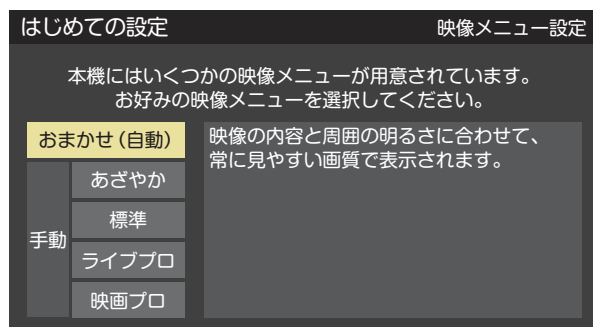 はじめての設定
映像メニュー設定
本機にはいくつかの映像メニューが用意されています。
お好みの映像メニューを選択してください。
おまかせ(自動)
手動
あざやか
標準
ライブプロ
映画プロ
映像の内容と周囲の明るさに合わせて、
常に見やすい画質で表示されます。